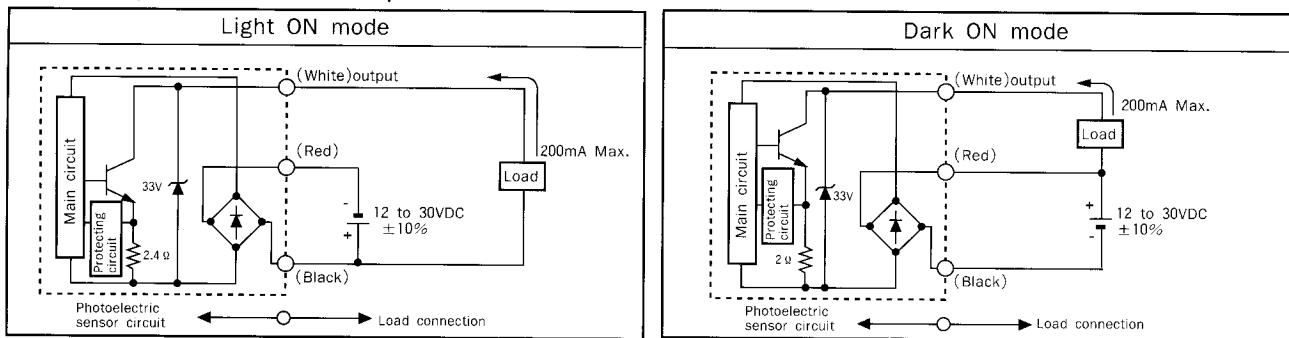 Light ON mode
(White)output
(Red)
200mA Max.
Load
Main circuit
33V
Protecting
circuit
2.4 Ω
-
+
12 to 30VDC
±10%
(Black)
Photoelectric
sensor circuit
Load connection
Dark ON mode
(White)output
200mA Max.
Load
(Red)
Main circuit
33V
Protecting
circuit
2 Ω
+
-
12 to 30VDC
±10%
(Black)
Photoelectric
sensor circuit
Load connection